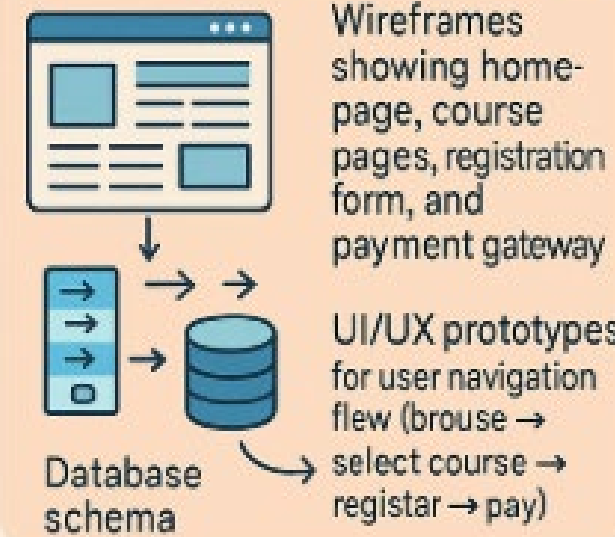 Wireframes
showing home-
page, course
pages, registration
form, and
payment gateway
UI/UX prototypes
for user navigation
flew (brouse →
select course →
registar → pay)
Database
schema